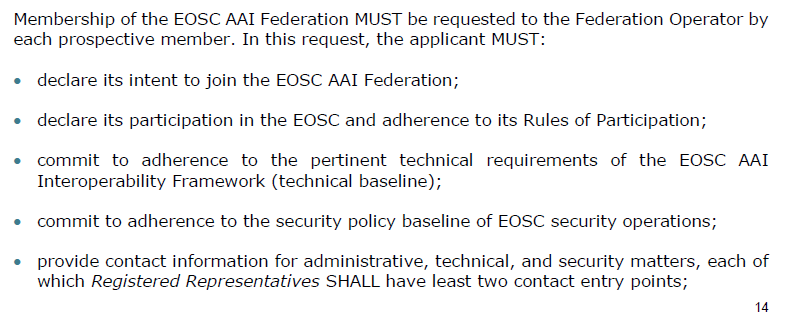 Membership of the EOSC AAI Federation MUST be requested to the Federation Operator by
each prospective member. In this request, the applicant MUST:
• declare its intent to join the EOSC AAI Federation;
• declare its participation in the EOSC and adherence to its Rules of Participation;
• commit to adherence to the pertinent technical requirements of the EOSC AAI
Interoperability Framework (technical baseline);
• commit to adherence to the security policy baseline of EOSC security operations;
• provide contact information for administrative, technical, and security matters, each of
which Registered Representatives SHALL have least two contact entry points;
14